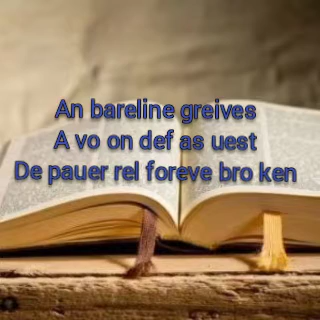 An bareline greives
A vo on def as uest
De pauer rel foreve bro ken